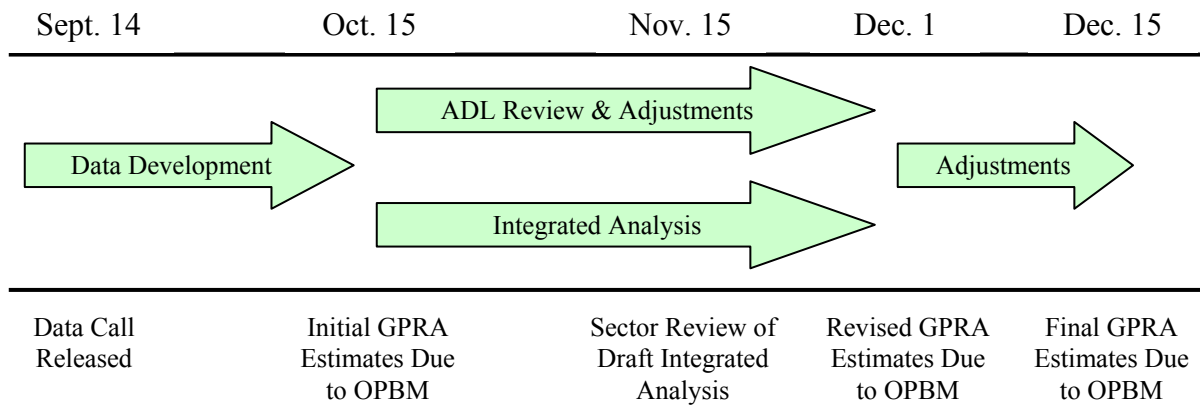 Sept. 14 Oct. 15 Nov. 15 Dec. 1 Dec. 15
ADL Review & Adjustments
Data Development
Adjustments
Integrated Analysis
Data Call
Released
Initial GPRA
Estimates Due
to OPBM
Sector Review of
Draft Integrated
Analysis
Revised GPRA
Estimates Due
to OPBM
Final GPRA
Estimates Due
to OPBM